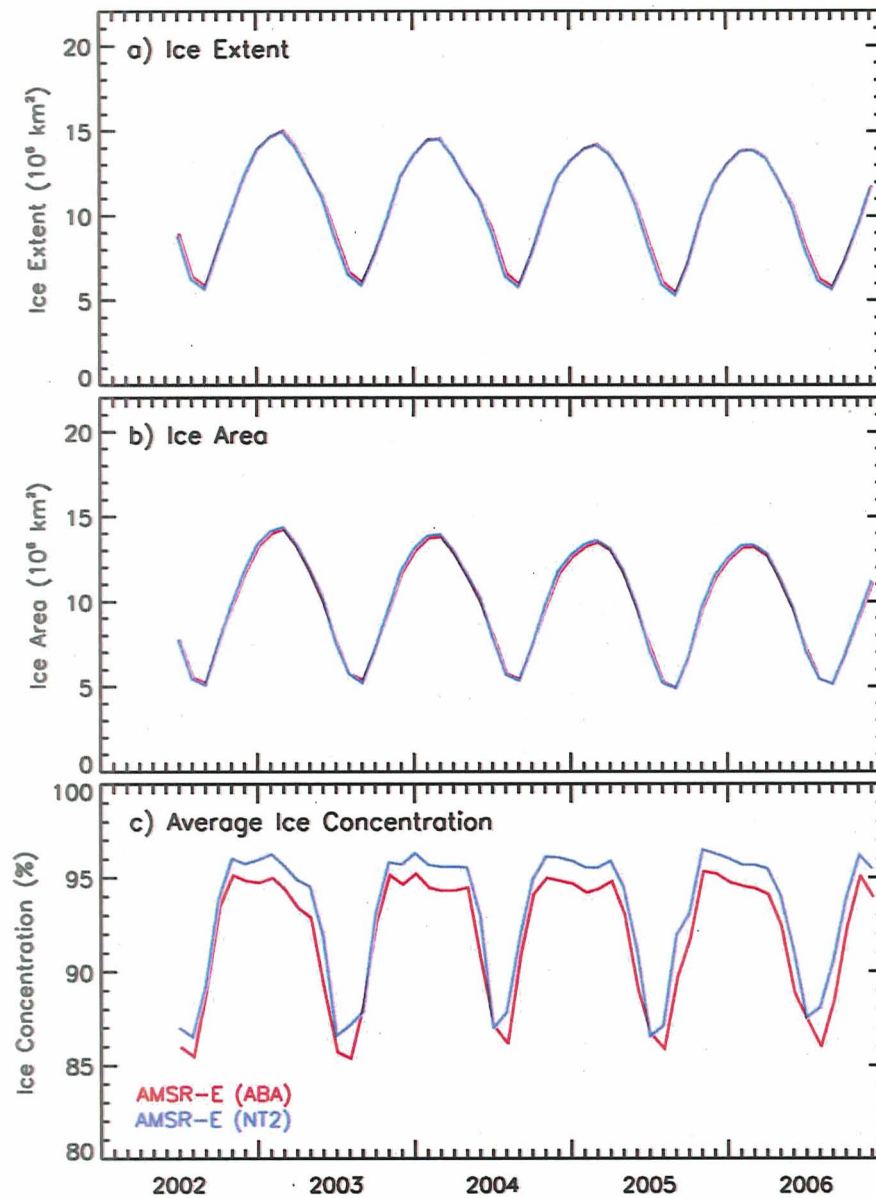 a) Ice Extent
Ice Extent (10⁶ km²)
20
15
10
5
0
b) Ice Area
Ice Area (10⁶ km²)
20
15
10
5
0
c) Average Ice Concentration
Ice Concentration (%)
100
95
90
85
80
AMSR-E (ABA)
AMSR-E (NT2)
2002 2003 2004 2005 2006